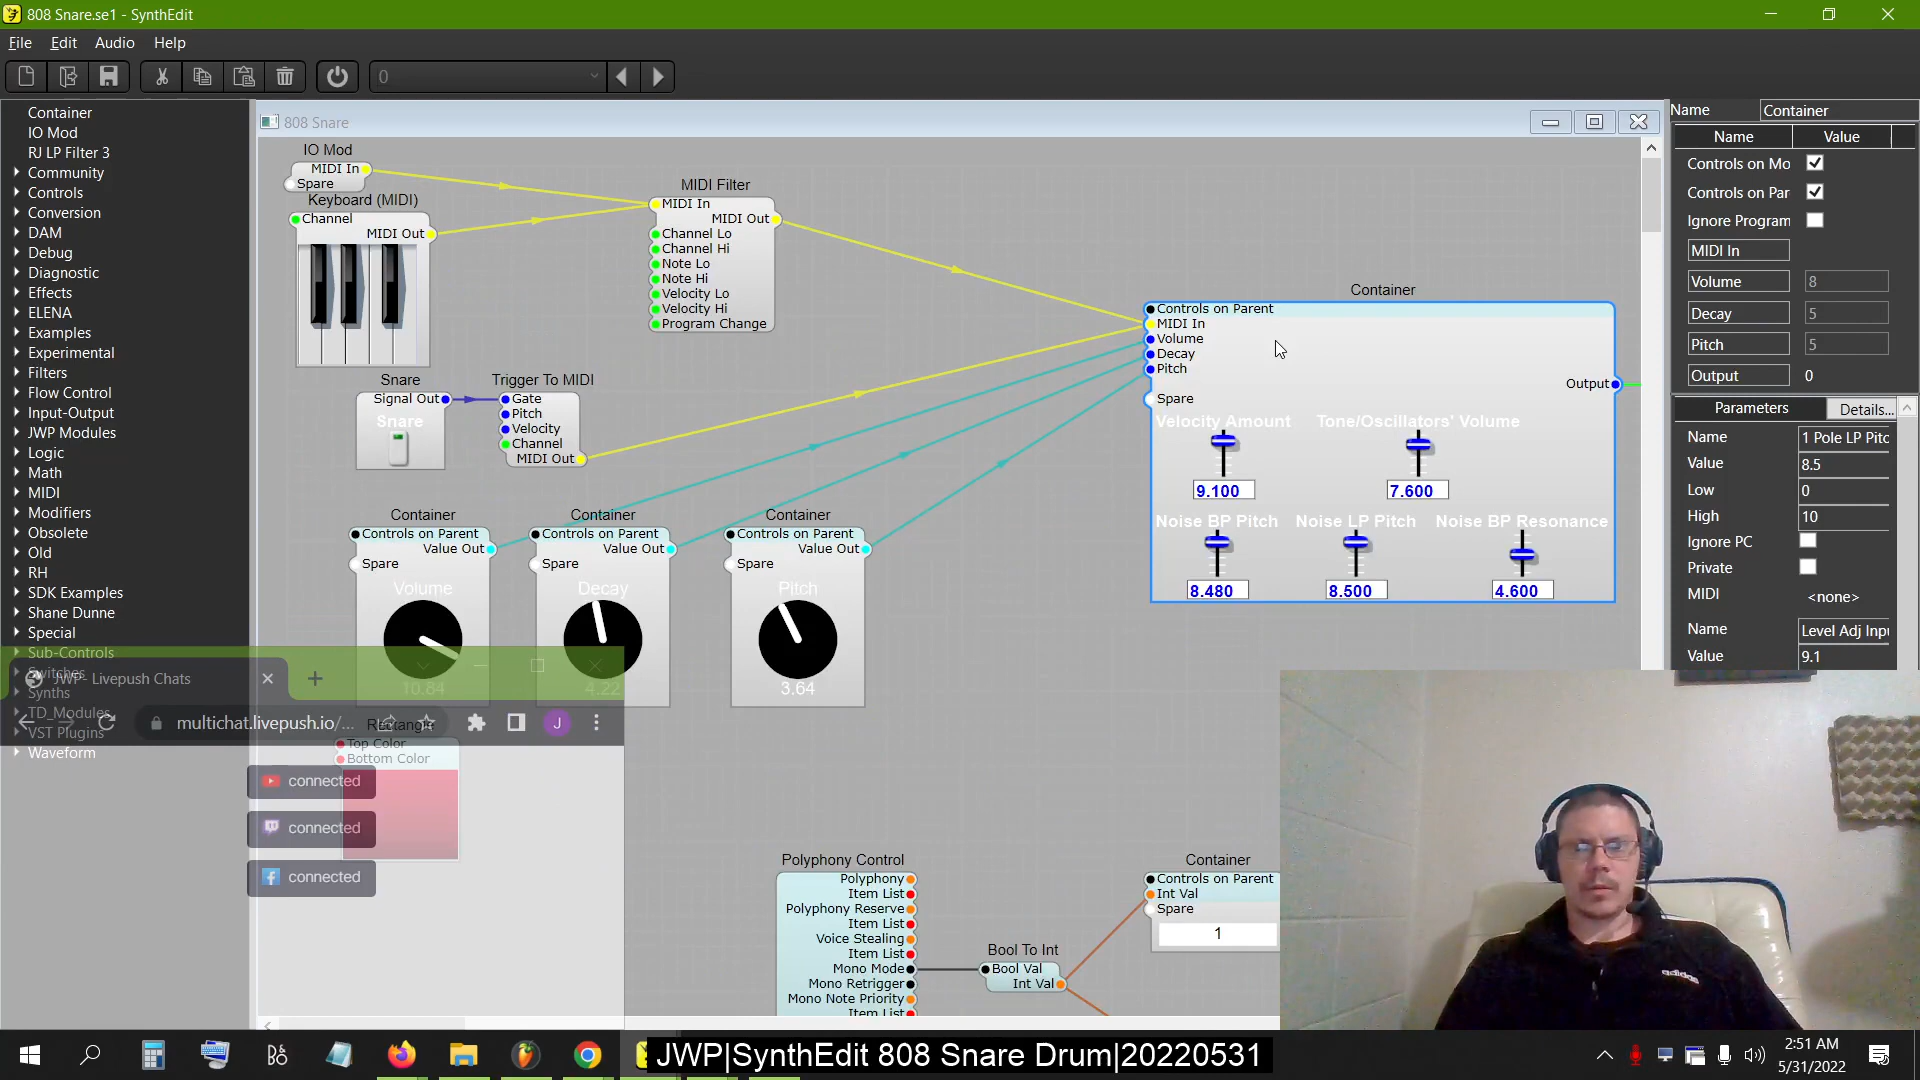 808 Snare.se1 - SynthEdit
File Edit Audio Help
0
Container
IO Mod
RJ LP Filter 3
Community
Controls
Conversion
DAM
Debug
Diagnostic
Effects
ELENA
Examples
Experimental
Filters
Flow Control
Input-Output
JWP Modules
Logic
Math
MIDI
Modifiers
Obsolete
Old
RH
SDK Examples
Shane Dunne
Special
Sub-Controls
Switches
Synths
TD_Modules
VST Plugins
Waveform
808 Snare
IO Mod
MIDI In
Spare
Keyboard (MIDI)
Channel
MIDI Out
MIDI Filter
MIDI In
MIDI Out
Channel Lo
Channel Hi
Note Lo
Note Hi
Velocity Lo
Velocity Hi
Program Change
Snare
Signal Out
Snare
Trigger To MIDI
Gate
Pitch
Velocity
Channel
MIDI Out
Container
Controls on Parent
Value Out
Spare
Volume
10.84
Container
Controls on Parent
Value Out
Spare
Decay
4.22
Container
Controls on Parent
Value Out
Spare
Pitch
3.64
Container
Controls on Parent
MIDI In
Volume
Decay
Pitch
Output
Spare
Velocity Amount Tone/Oscillators' Volume
9.100 7.600
Noise BP Pitch Noise LP Pitch Noise BP Resonance
8.480 8.500 4.600
Rectangle
Top Color
Bottom Color
JWP- Livepush Chats
multichat.livepush.io/...
J
connected
connected
connected
Polyphony Control
Polyphony
Item List
Polyphony Reserve
Item List
Voice Stealing
Item List
Mono Mode
Mono Retrigger
Mono Note Priority
Item List
Bool To Int
Bool Val
Int Val
Container
Controls on Parent
Int Val
Spare
1
Name Container
Name Value
Controls on Mo
Controls on Par
Ignore Program
MIDI In
Volume 8
Decay 5
Pitch 5
Output 0
Parameters Details...
Name 1 Pole LP Pitc
Value 8.5
Low 0
High 10
Ignore PC
Private
MIDI <none>
Name Level Adj Inpu
Value 9.1
adidas
JWP|SynthEdit 808 Snare Drum|20220531
2:51 AM
5/31/2022